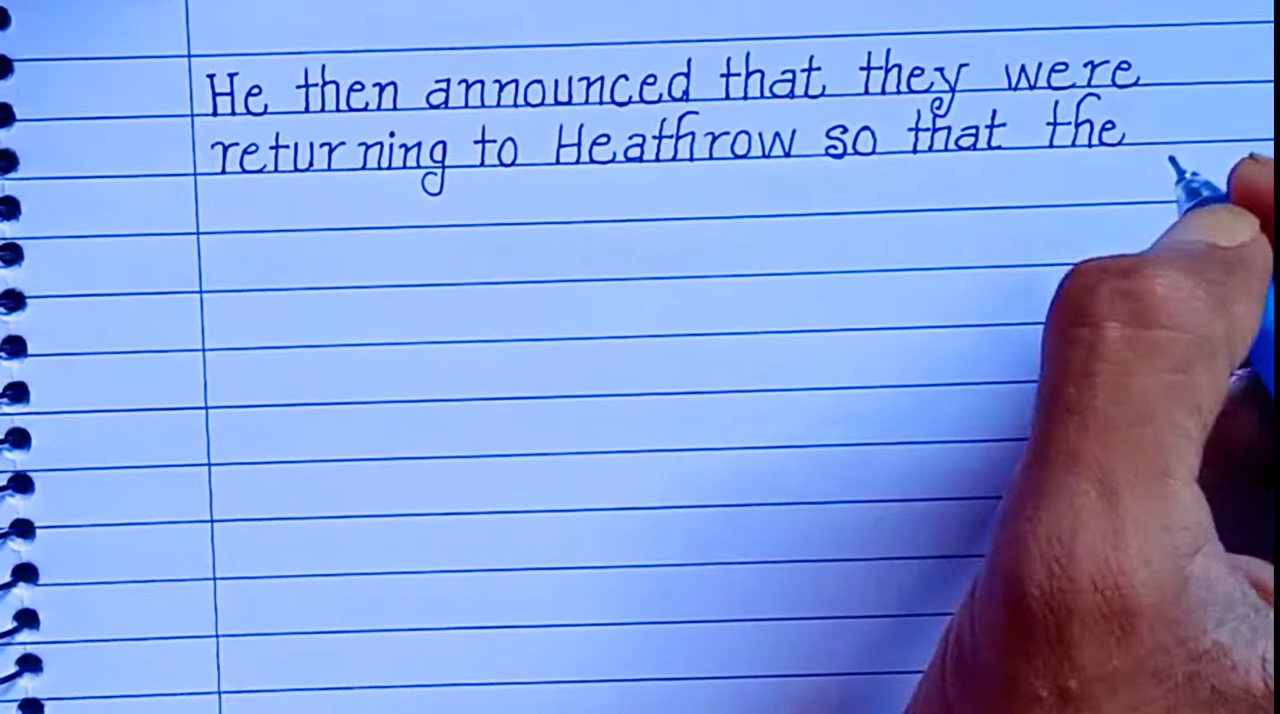 He then announced that they were
returning to Heathrow so that the